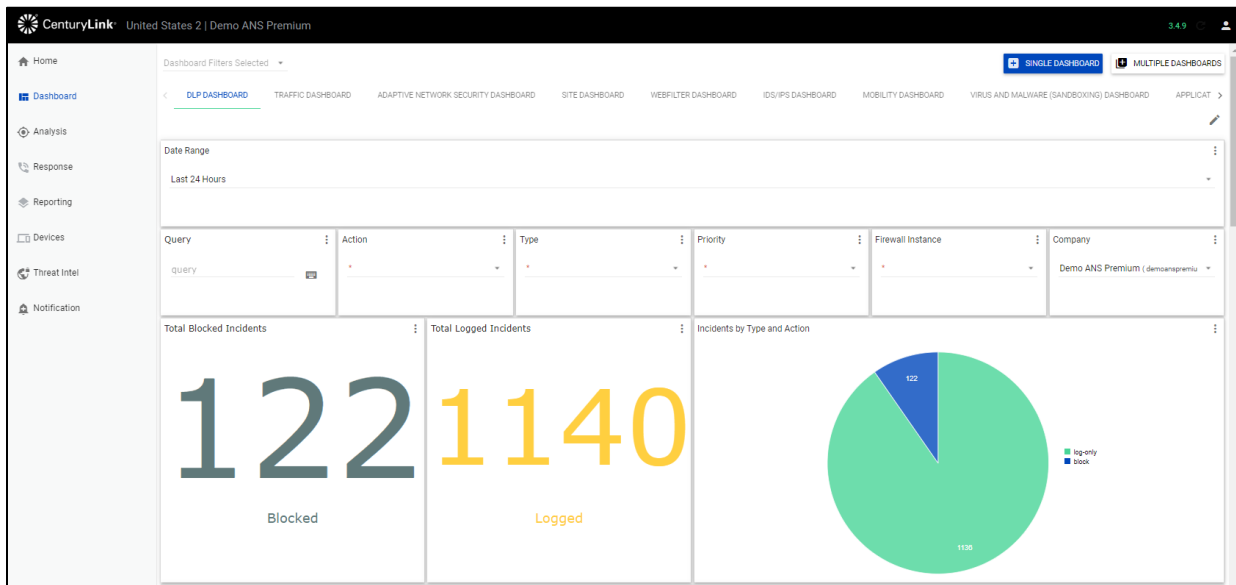 CenturyLink® United States 2 | Demo ANS Premium 3.4.9
Home
Dashboard
Analysis
Response
Reporting
Devices
Threat Intel
Notification
Dashboard Filters Selected
SINGLE DASHBOARD
MULTIPLE DASHBOARDS
DLP DASHBOARD TRAFFIC DASHBOARD ADAPTIVE NETWORK SECURITY DASHBOARD SITE DASHBOARD WEBFILTER DASHBOARD IDS/IPS DASHBOARD MOBILITY DASHBOARD VIRUS AND MALWARE (SANDBOXING) DASHBOARD APPLICAT
Date Range
Last 24 Hours
Query
query
Action
*
Type
*
Priority
*
Firewall Instance
*
Company
Demo ANS Premium ( demoanspremiu
Total Blocked Incidents
122
Blocked
Total Logged Incidents
1140
Logged
Incidents by Type and Action
122
1136
log-only
block